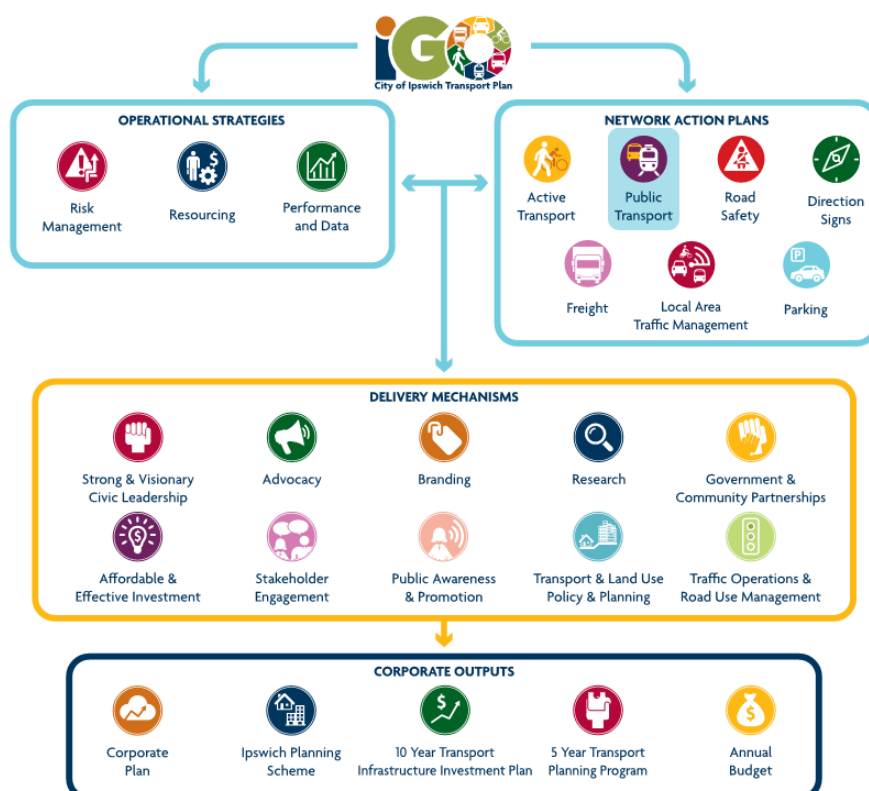 iGO
City of Ipswich Transport Plan
OPERATIONAL STRATEGIES
Risk
Management
Resourcing
Performance
and Data
NETWORK ACTION PLANS
Active
Transport
Public
Transport
Road
Safety
Direction
Signs
Freight
Local Area
Traffic Management
P
Parking
DELIVERY MECHANISMS
Strong & Visionary
Civic Leadership
Advocacy
Branding
Research
Government &
Community Partnerships
Affordable &
Effective Investment
Stakeholder
Engagement
Public Awareness
& Promotion
Transport & Land Use
Policy & Planning
Traffic Operations &
Road Use Management
CORPORATE OUTPUTS
Corporate
Plan
Ipswich Planning
Scheme
10 Year Transport
Infrastructure Investment Plan
5 Year Transport
Planning Program
Annual
Budget